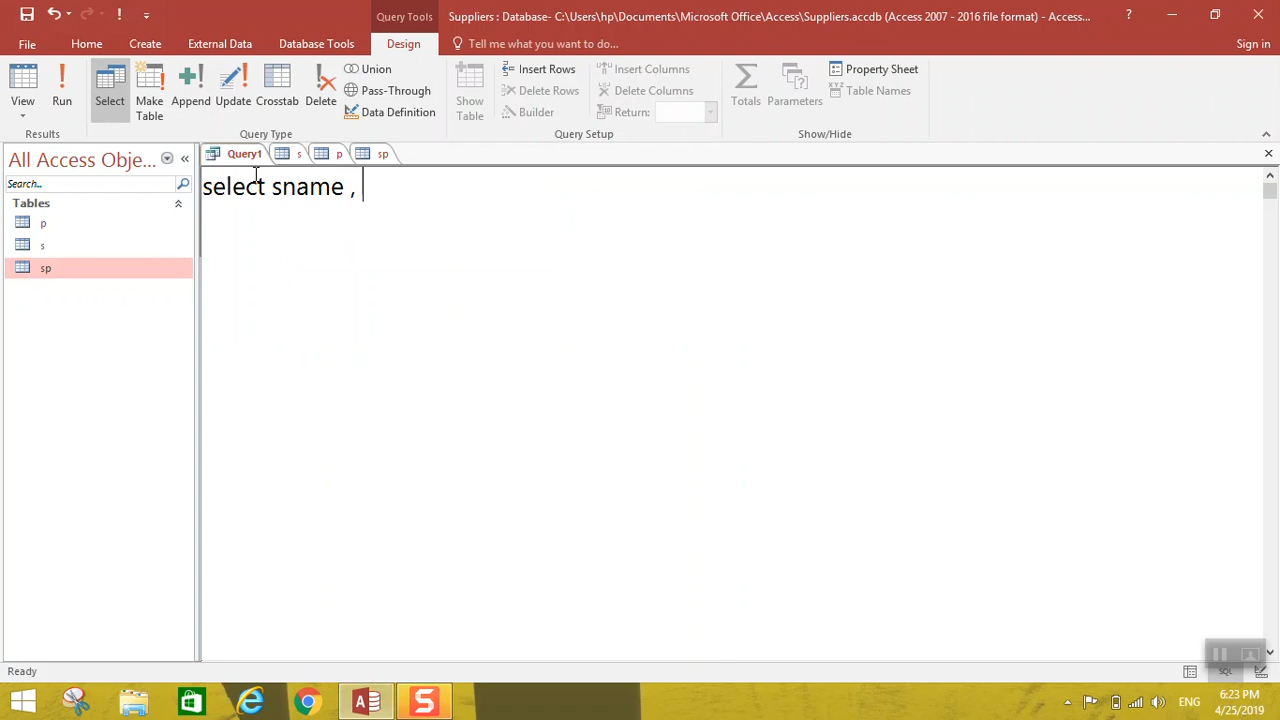 Query Tools
Suppliers : Database- C:\Users\hp\Documents\Microsoft Office\Access\Suppliers.accdb (Access 2007 - 2016 file format) - Access...
?
File
Home
Create
External Data
Database Tools
Design
Tell me what you want to do...
Sign in
View
Run
Select
Make Table
Append
Update
Crosstab
Delete
Union
Pass-Through
Data Definition
Show Table
Insert Rows
Delete Rows
Builder
Insert Columns
Delete Columns
Return:
Totals
Parameters
Property Sheet
Table Names
Results
Query Type
Query Setup
Show/Hide
All Access Obje...
Query1
s
p
sp
Search...
select sname ,
Tables
p
s
sp
Ready
SQL
S
ENG
6:23 PM
4/25/2019